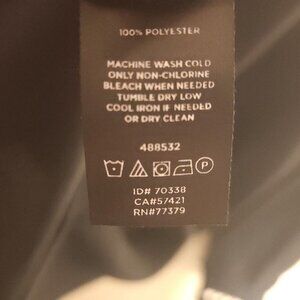 100% POLYESTER
MACHINE WASH COLD
ONLY NON-CHLORINE
BLEACH WHEN NEEDED
TUMBLE DRY LOW
COOL IRON IF NEEDED
OR DRY CLEAN
488532
P
ID# 70338
CA#57421
RN#77379